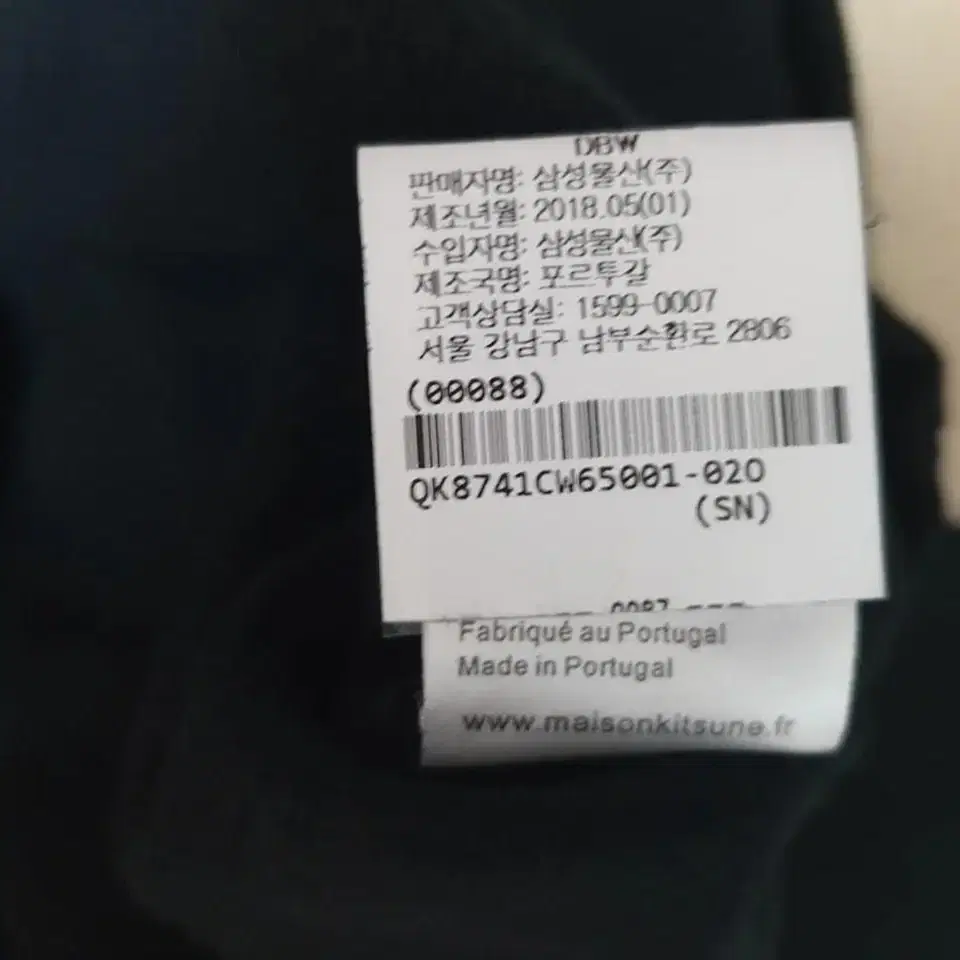 DBW
판매자명: 삼성물산(주)
제조년월: 2018.05(01)
수입자명: 삼성물산(주)
제조국명: 포르투갈
고객상담실: 1599-0007
서울 강남구 남부순환로 2806
(00088)
QK8741CW65001-020
(SN)
Fabriqué au Portugal
Made in Portugal
www.maisonkitsune.fr